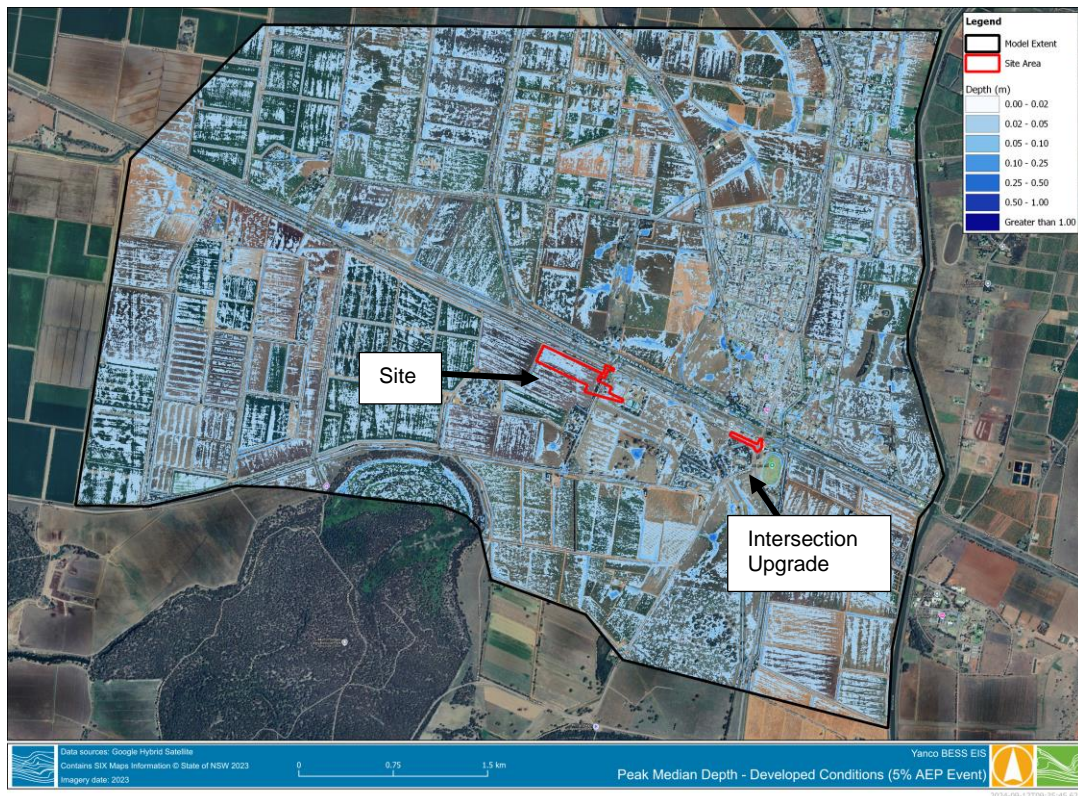 Legend
Model Extent
Site Area
Depth (m)
0.00 - 0.02
0.02 - 0.05
0.05 - 0.10
0.10 - 0.25
0.25 - 0.50
0.50 - 1.00
Greater than 1.00
Site
Intersection
Upgrade
Data sources: Google Hybrid Satellite
Contains SIX Maps Information © State of NSW 2023
Imagery date: 2023
0
0.75
1.5 km
Yanco BESS EIS
Peak Median Depth - Developed Conditions (5% AEP Event)